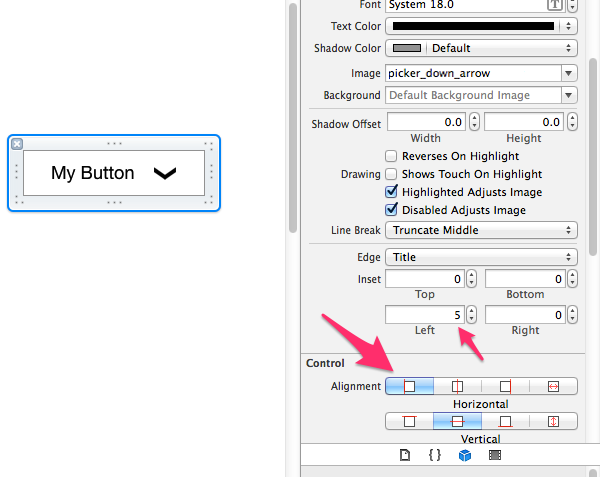 Font System 18.0 T
Text Color
Shadow Color Default
Image picker_down_arrow
Background Default Background Image
Shadow Offset 0.0 0.0
Width Height
Reverses On Highlight
Drawing Shows Touch On Highlight
Highlighted Adjusts Image
Disabled Adjusts Image
Line Break Truncate Middle
Edge Title
Inset 0 0
Top Bottom
5 0
Left Right
Control
Alignment
Horizontal
Vertical
{ }
My Button